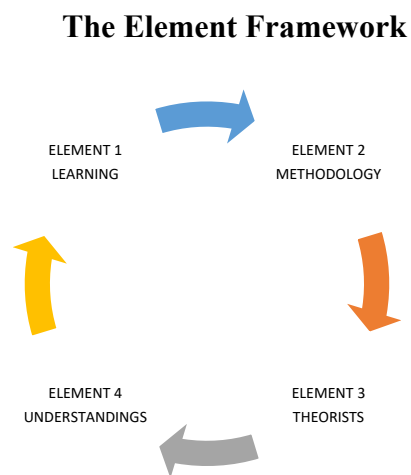 The Element Framework
ELEMENT 1
LEARNING
ELEMENT 2
METHODOLOGY
ELEMENT 3
THEORISTS
ELEMENT 4
UNDERSTANDINGS